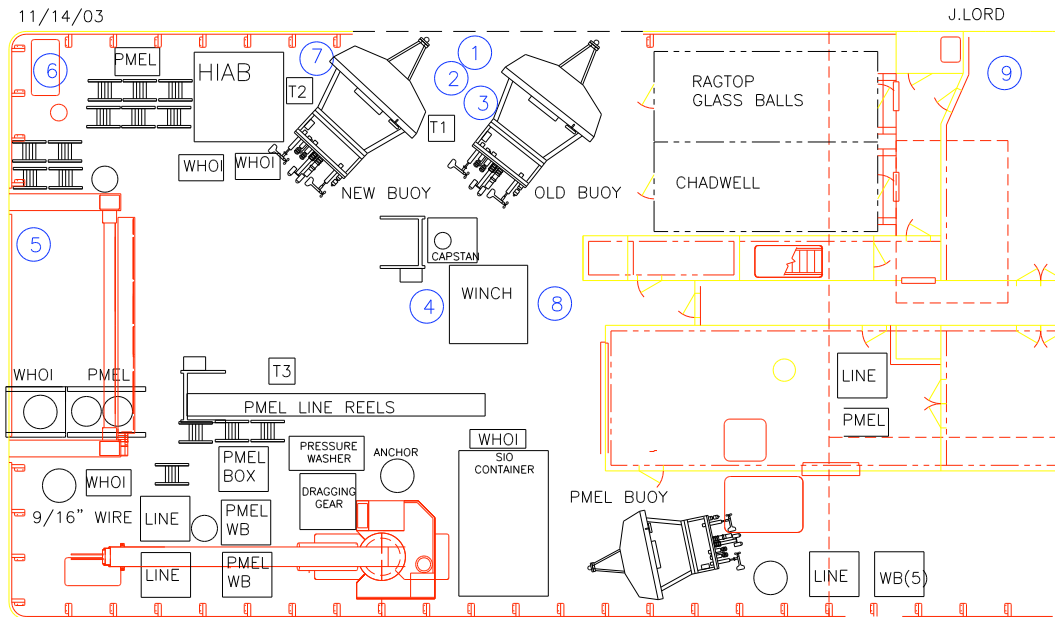 11/14/03
J.LORD
1
7
2
6
PMEL
HIAB
9
T2
3
T1
RAGTOP
GLASS BALLS
WHOI
WHOI
NEW BUOY
OLD BUOY
CHADWELL
5
CAPSTAN
4
WINCH
8
WHOI
PMEL
T3
LINE
PMEL LINE REELS
PMEL
WHOI
PRESSURE
WASHER
ANCHOR
SIO
CONTAINER
PMEL
BOX
WHOI
DRAGGING
GEAR
PMEL BUOY
9/16" WIRE
LINE
PMEL
WB
LINE
PMEL
WB
LINE
WB(5)